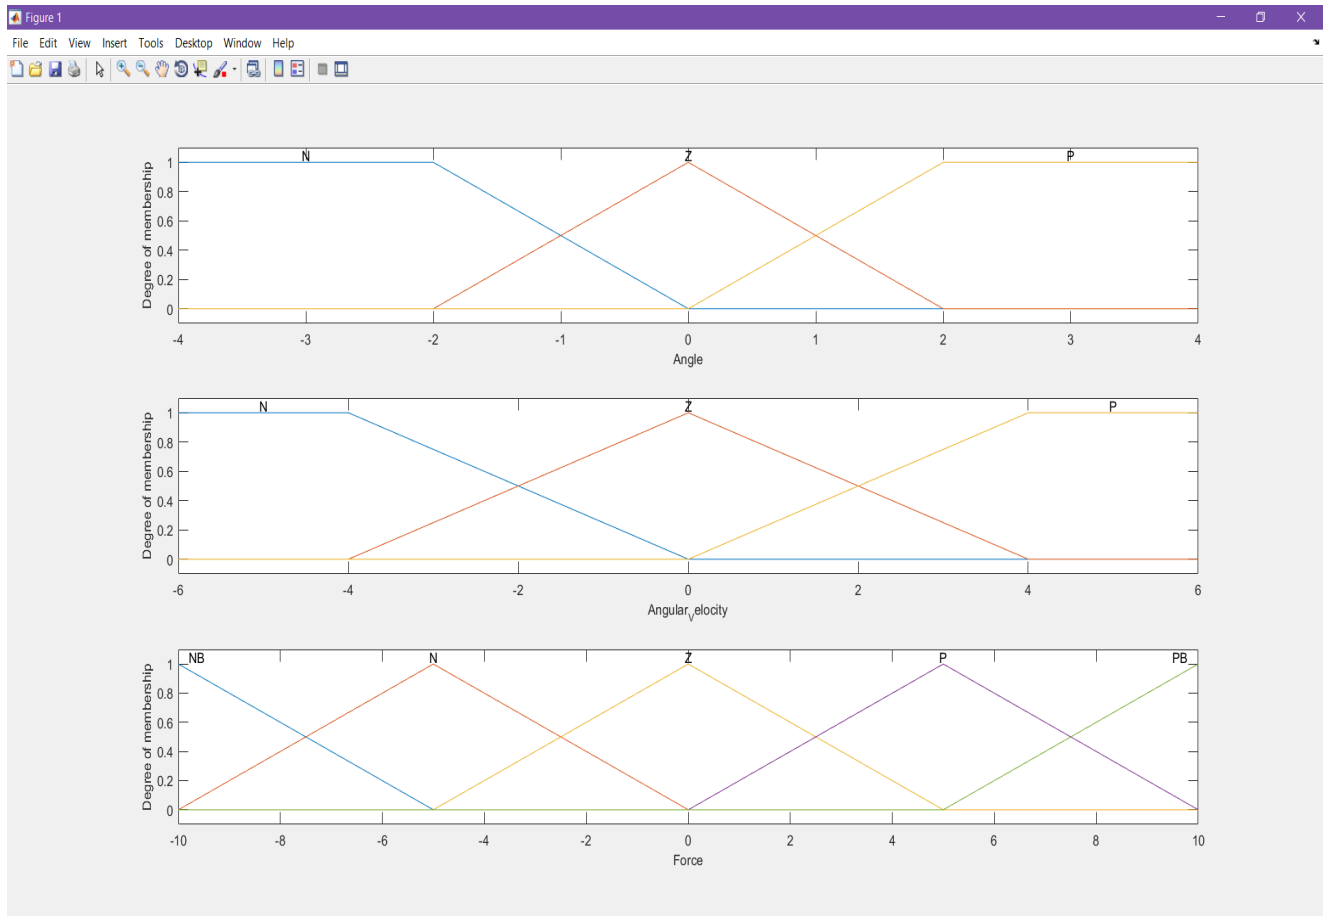 Figure 1
File Edit View Insert Tools Desktop Window Help
N Z P
1
0.8
0.6
0.4
0.2
0
Degree of membership
-4 -3 -2 -1 0 1 2 3 4
Angle
N Z P
1
0.8
0.6
0.4
0.2
0
Degree of membership
-6 -4 -2 0 2 4 6
Angular_Velocity
NB N Z P PB
1
0.8
0.6
0.4
0.2
0
Degree of membership
-10 -8 -6 -4 -2 0 2 4 6 8 10
Force